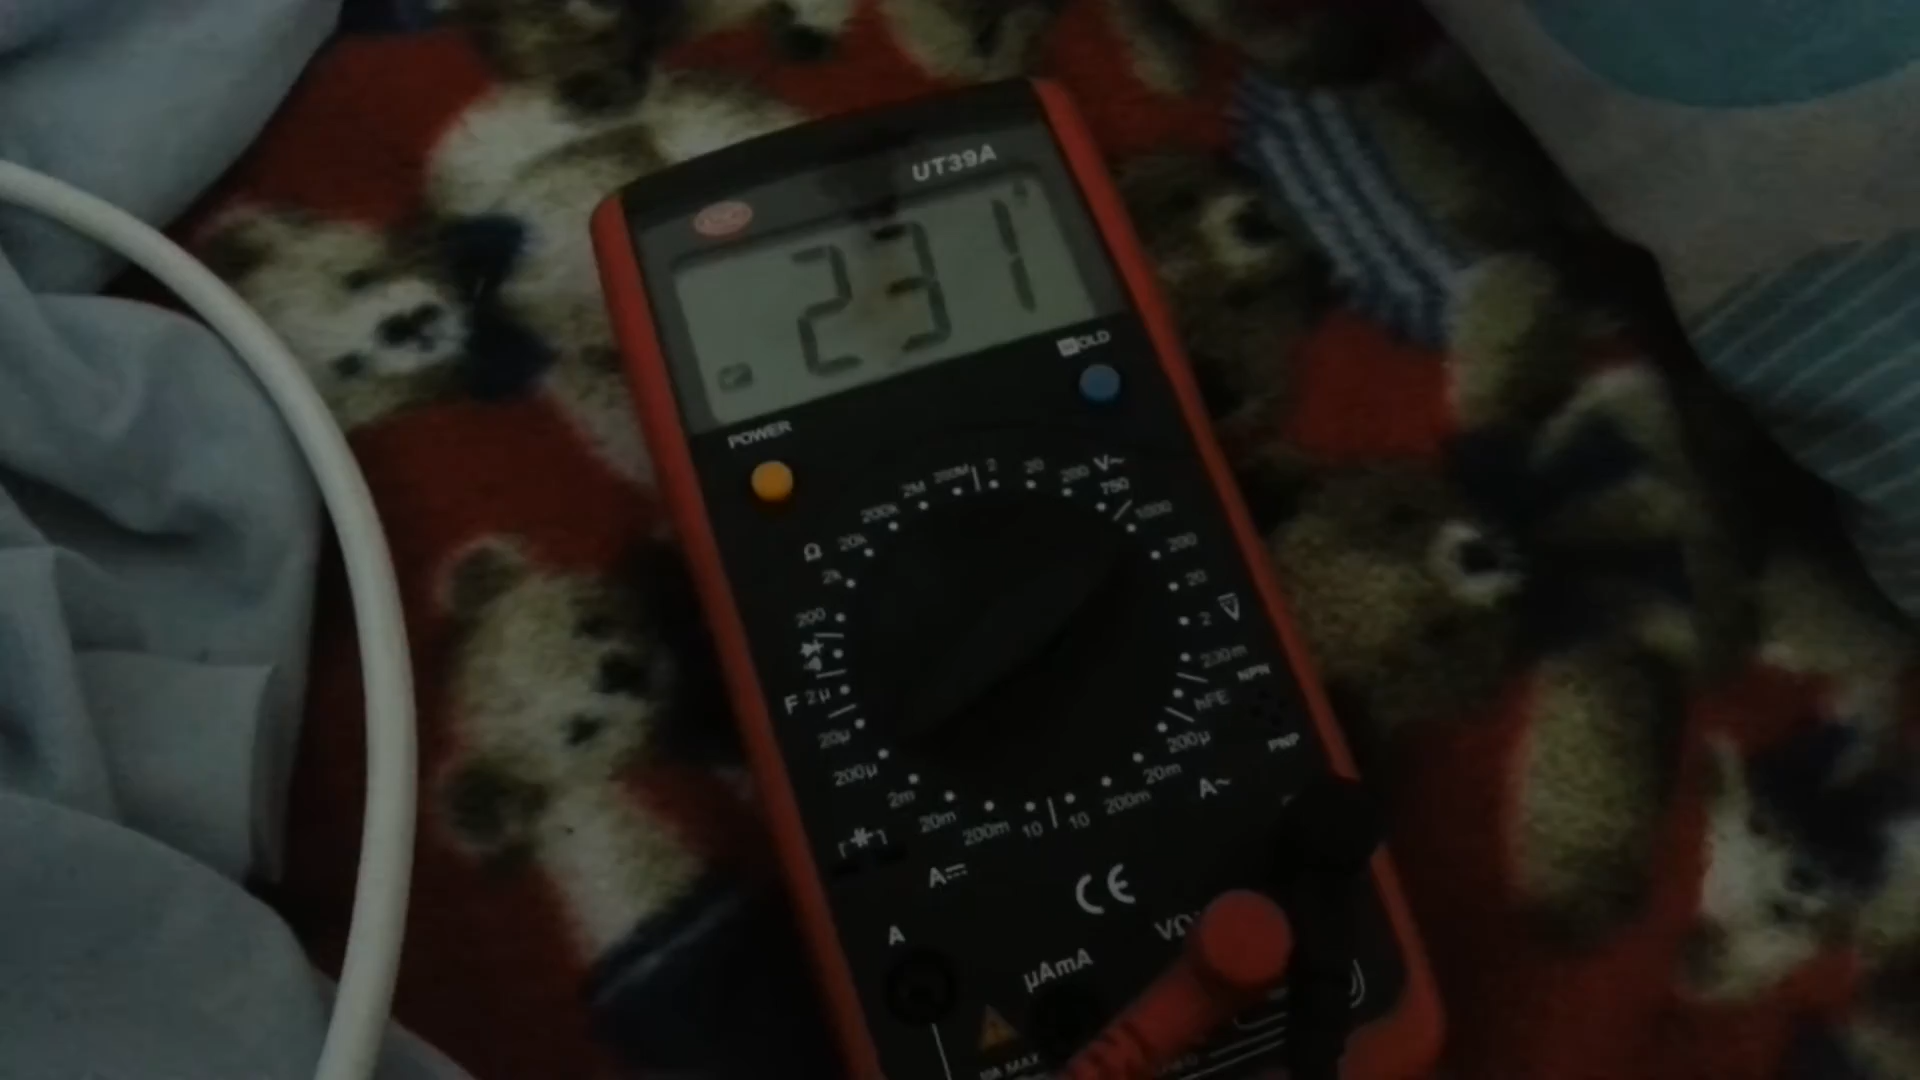 UT39A
231
HOLD
POWER
2 20 200 V~
750
1000
200
20
2 V
hFE
NPN
PNP
200µ
20m
200m
A~
10
10
200m
20m
2m
200µ
20µ
F 2µ
200
2k
Ω 20k
200k
2M
A
CE
A
µAmA
VΩ